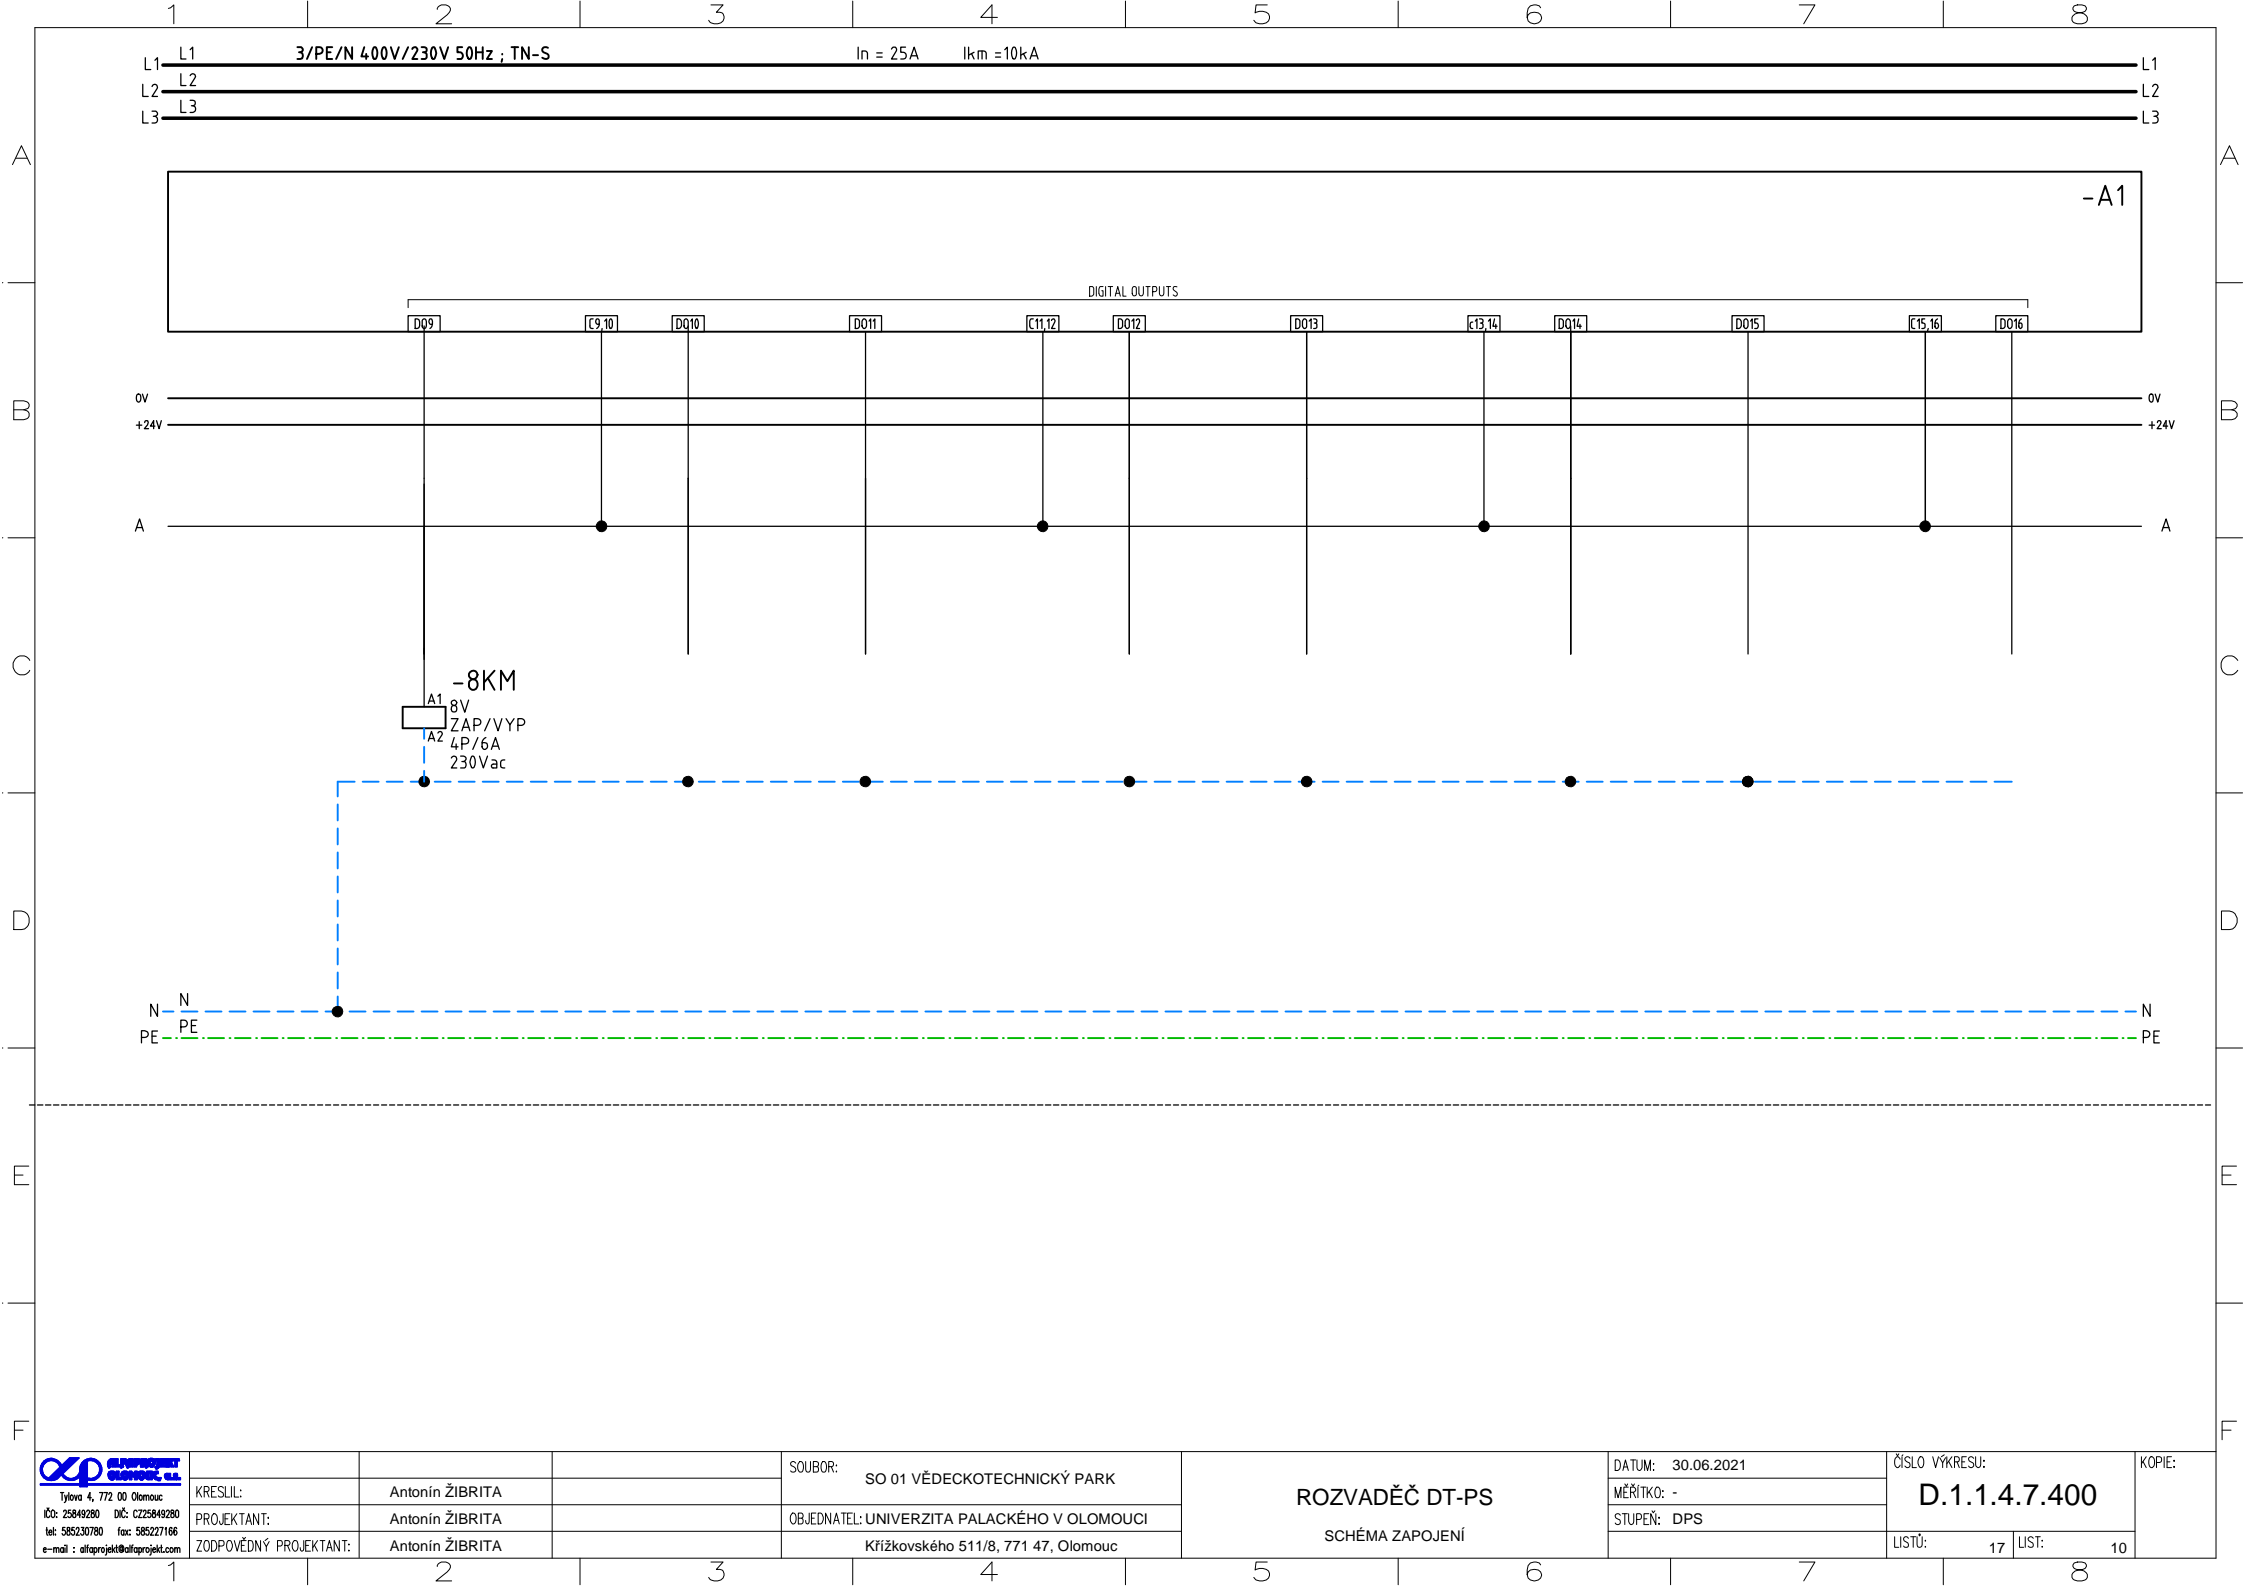 1 2 3 4 5 6 7 8
L1 3/PE/N 400V/230V 50Hz ; TN-S In = 25A Ikm =10kA
L1 L1
L2
L2 L2
L3
L3 L3
A A
-A1
DIGITAL OUTPUTS
DO9 C9,10 DO10 DO11 C11,12 DO12 DO13 c13,14 DO14 DO15 C15,16 DO16
0V 0V
B B
+24V +24V
A A
C C
-8KM
A1 8V
ZAP/VYP
A2 4P/6A
230Vac
D D
N
N N
PE
PE PE
E E
F F
ALFAPROJEKT
OLOMOUC, a.s.
Tylova 4, 772 00 Olomouc
IČO: 25849280 DIČ: CZ25849280
tel: 585230780 fax: 585227166
e-mail : alfaprojekt@alfaprojekt.com
KRESLIL: Antonín ŽIBRITA
PROJEKTANT: Antonín ŽIBRITA
ZODPOVĚDNÝ PROJEKTANT: Antonín ŽIBRITA
SOUBOR: SO 01 VĚDECKOTECHNICKÝ PARK
OBJEDNATEL: UNIVERZITA PALACKÉHO V OLOMOUCI
Křížkovského 511/8, 771 47, Olomouc
ROZVADĚČ DT-PS
SCHÉMA ZAPOJENÍ
DATUM: 30.06.2021
MĚŘÍTKO: -
STUPEŇ: DPS
ČÍSLO VÝKRESU:
D.1.1.4.7.400
LISTŮ: 17 LIST: 10
KOPIE:
1 2 3 4 5 6 7 8